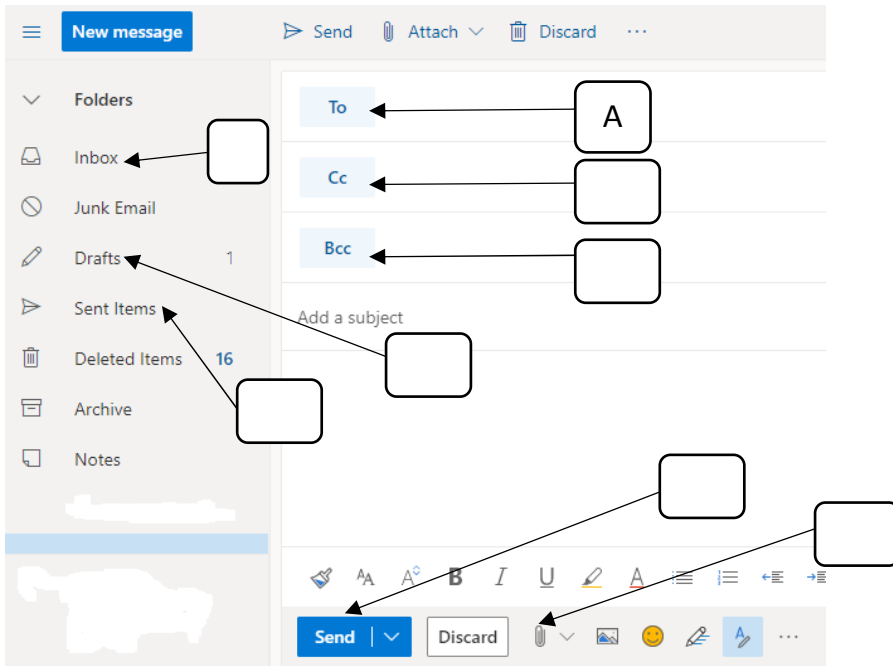 New message
Send Attach Discard ...
Folders
To
A
Inbox
Cc
Junk Email
Bcc
Drafts 1
Sent Items
Add a subject
Deleted Items 16
Archive
Notes
AA A B I U A
Send Discard A ...